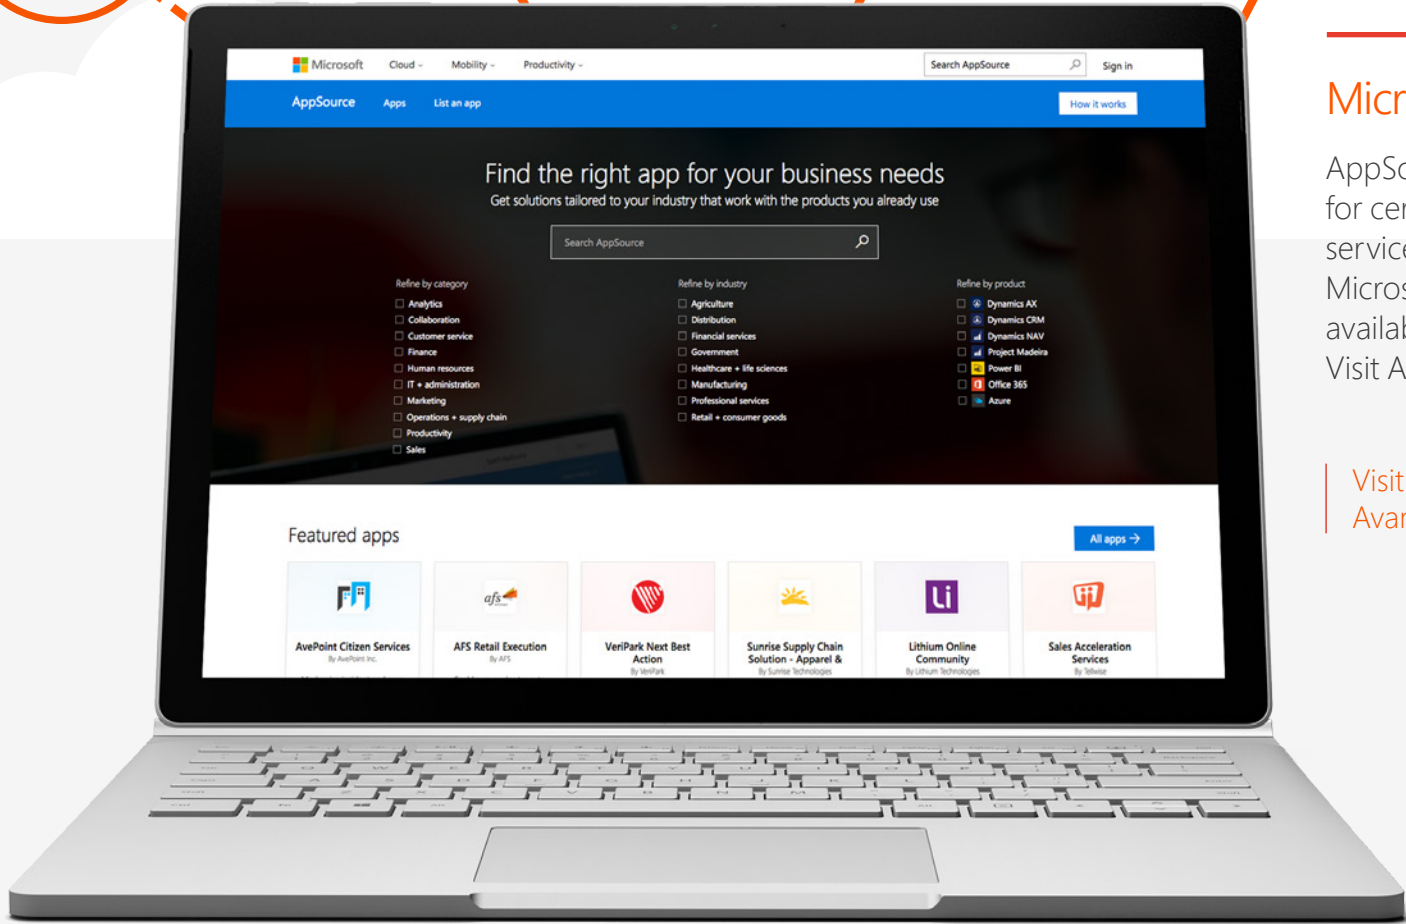 Microsoft
Cloud
Mobility
Productivity
Search AppSource
Sign in
AppSource
Apps
List an app
How it works
Find the right app for your business needs
Get solutions tailored to your industry that work with the products you already use
Search AppSource
Refine by category
Analytics
Collaboration
Customer service
Finance
Human resources
IT + administration
Marketing
Operations + supply chain
Productivity
Sales
Refine by industry
Agriculture
Distribution
Financial services
Government
Healthcare + life sciences
Manufacturing
Professional services
Retail + consumer goods
Refine by product
Dynamics AX
Dynamics CRM
Dynamics NAV
Project Madeira
Power BI
Office 365
Azure
Featured apps
All apps →
AvePoint Citizen Services
By AvePoint Inc.
afs
AFS Retail Execution
By AFS
VeriPark Next Best
Action
By VeriPark
Sunrise Supply Chain
Solution - Apparel &
By Sunrise Technologies
Li
Lithium Online
Community
By Lithium Technologies
Sales Acceleration
Services
By Tellwise
Micr
AppSo
for cer
service
Micros
availab
Visit A
Visit
Avar